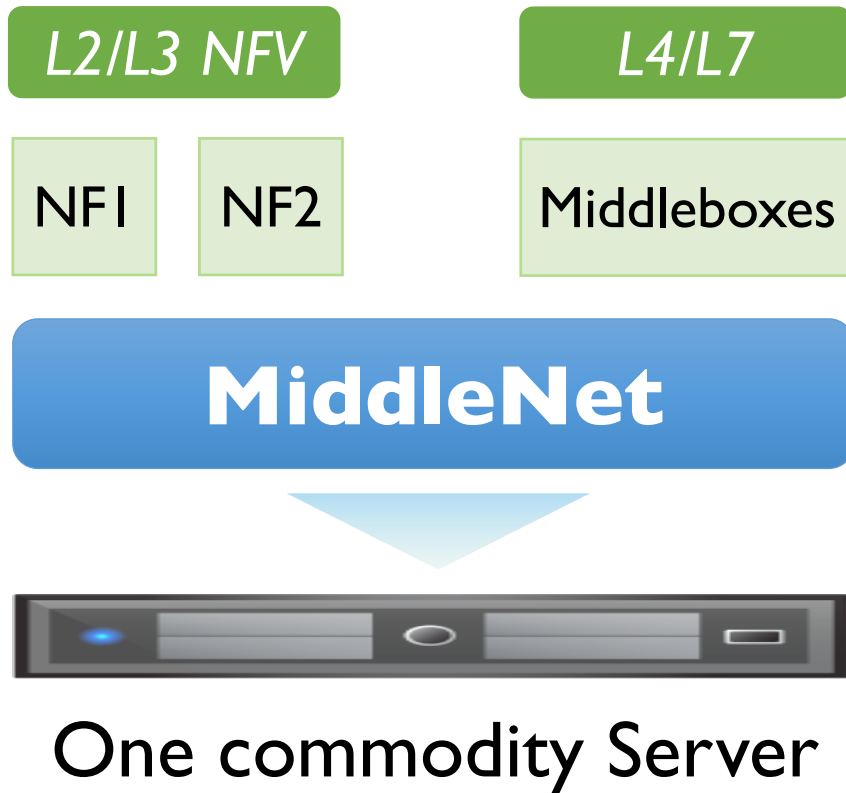 L2/L3 NFV
L4/L7
NF1
NF2
Middleboxes
MiddleNet
One commodity Server